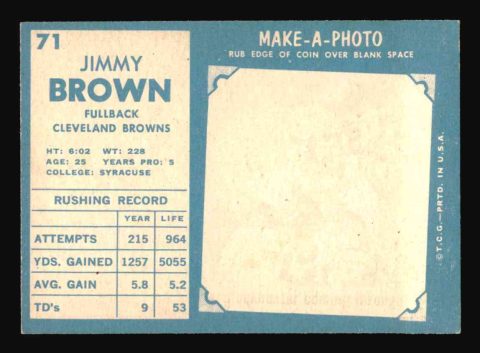 71
JIMMY
BROWN
FULLBACK
CLEVELAND BROWNS
HT: 6:02 WT: 228
AGE: 25 YEARS PRO: 5
COLLEGE: SYRACUSE
RUSHING RECORD
YEAR LIFE
ATTEMPTS 215 964
YDS. GAINED 1257 5055
AVG. GAIN 5.8 5.2
TD's 9 53
MAKE-A-PHOTO
RUB EDGE OF COIN OVER BLANK SPACE
©T.C.G.—PRTD. IN U.S.A.